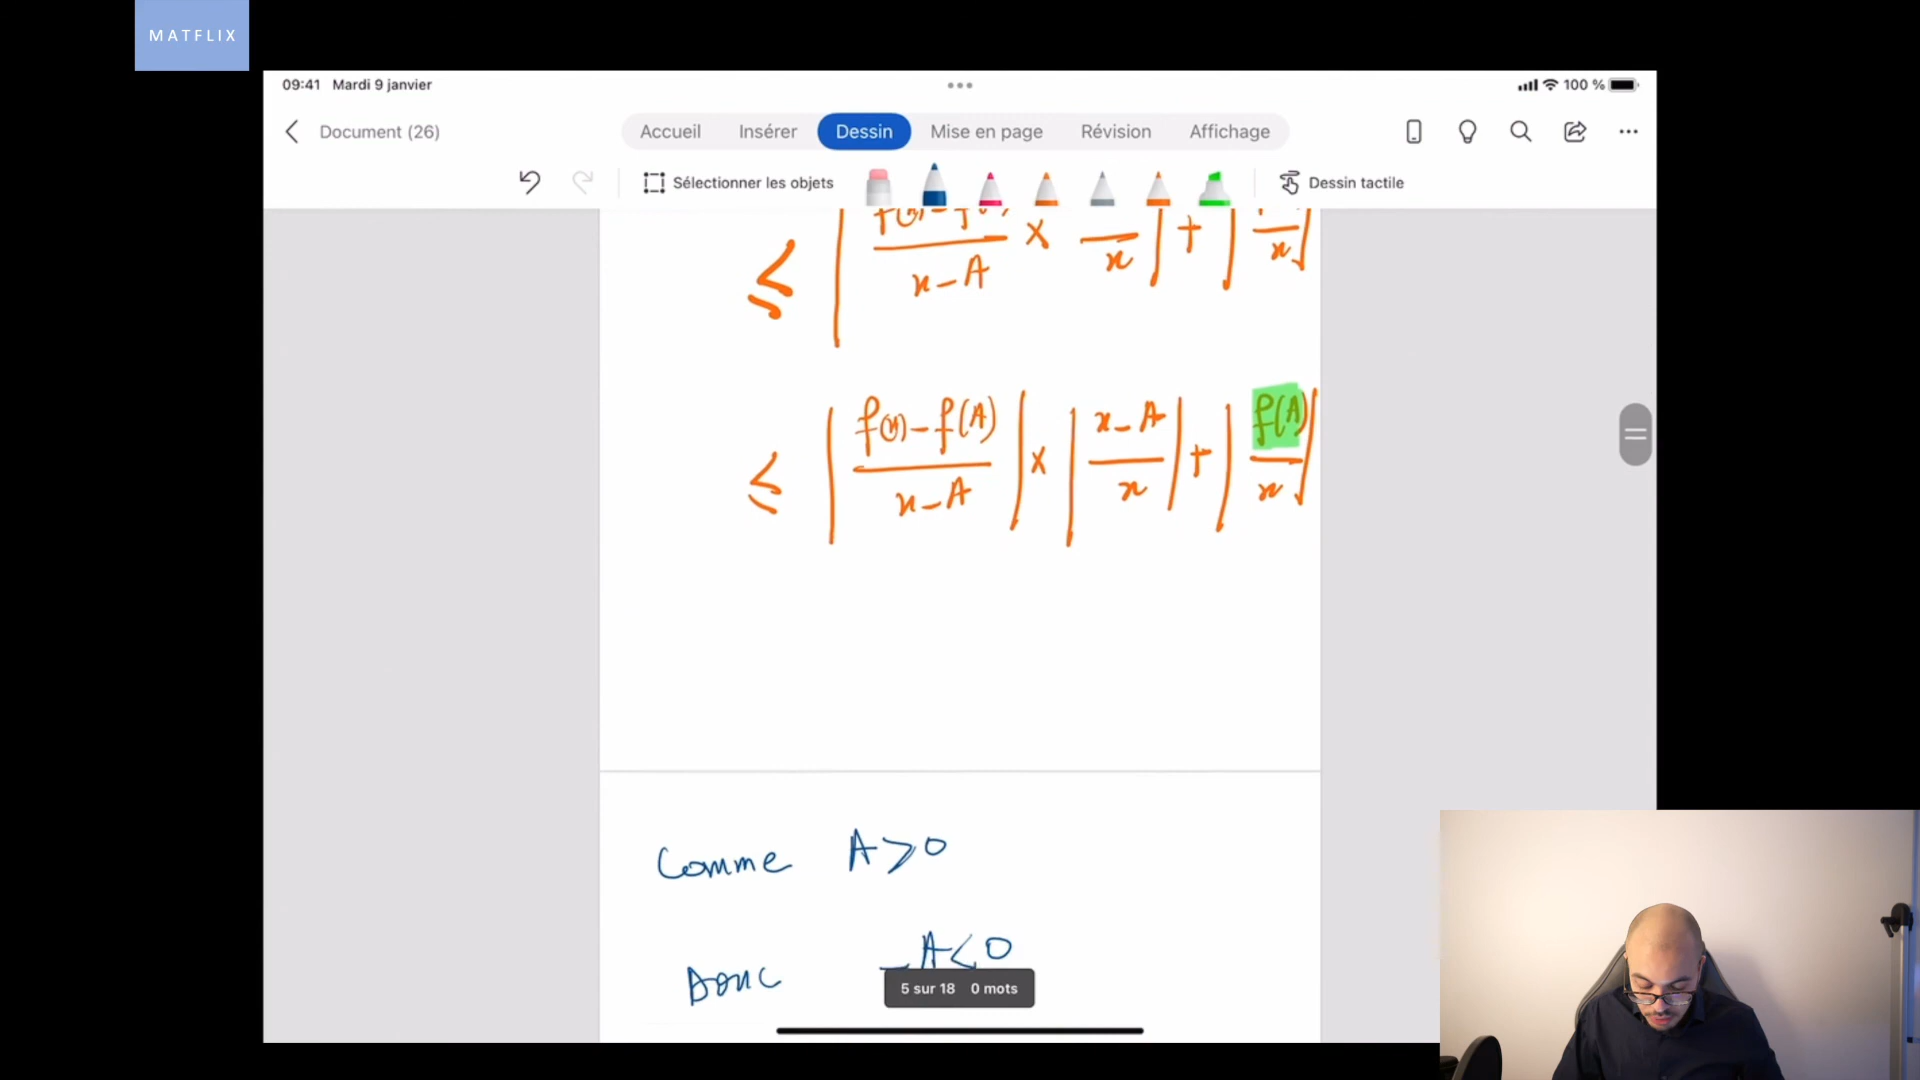 MATFLIX
09:41 Mardi 9 janvier
100 %
Document (26)
Accueil Insérer Dessin Mise en page Révision Affichage
Sélectionner les objets
Dessin tactile
≤ | f(x) - f( / x - A × / x | + | / x |
≤ | f(x) - f(A) / x - A | × | x - A / x | + | f(A) / x |
Comme A > 0
Donc - A < 0
5 sur 18 0 mots